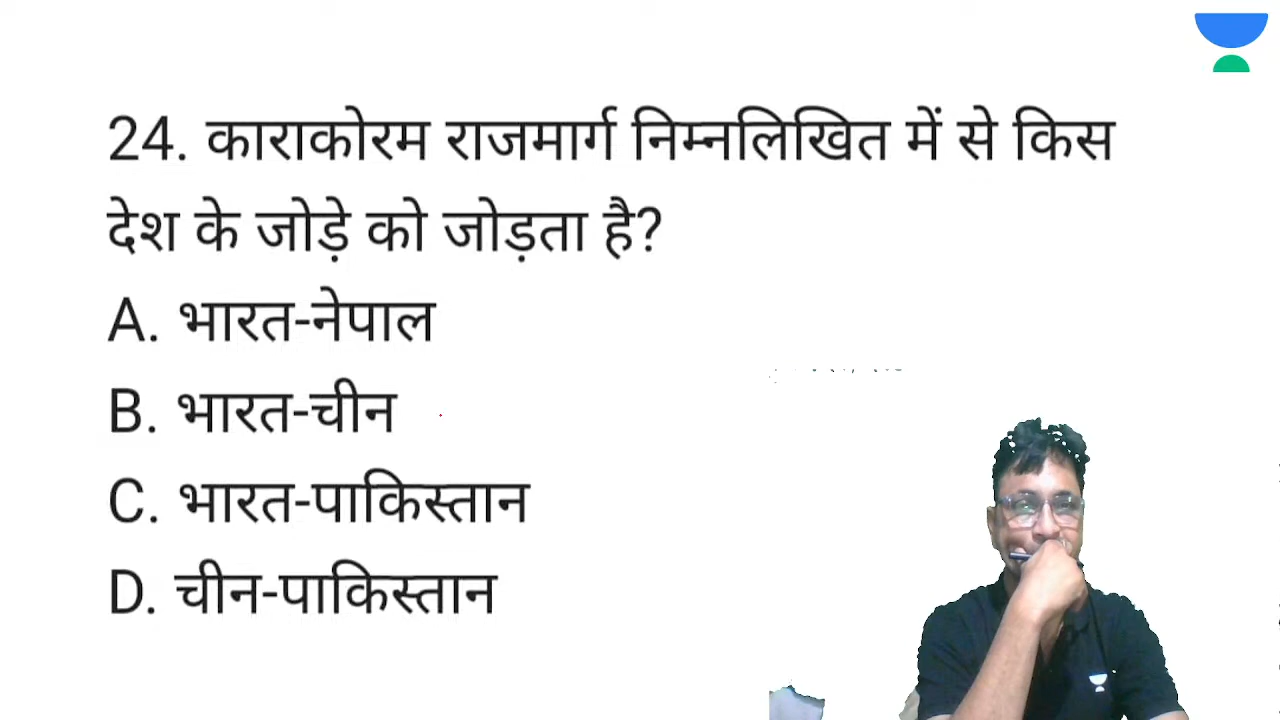 24. काराकोरम राजमार्ग निम्नलिखित में से किस
देश के जोड़े को जोड़ता है?
A. भारत-नेपाल
B. भारत-चीन
C. भारत-पाकिस्तान
D. चीन-पाकिस्तान